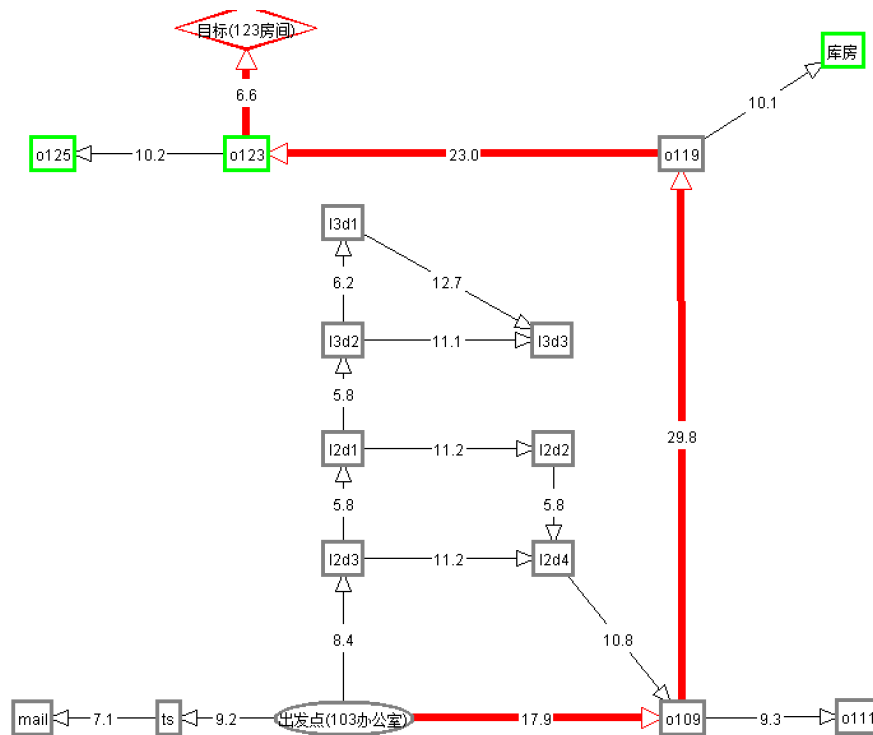 目标(123房间)
库房
6.6
10.1
o125
10.2
o123
23.0
o119
l3d1
6.2
12.7
l3d2
11.1
l3d3
5.8
29.8
l2d1
11.2
l2d2
5.8
5.8
l2d3
11.2
l2d4
8.4
10.8
mail
7.1
ts
9.2
出发点(103办公室)
17.9
o109
9.3
o111